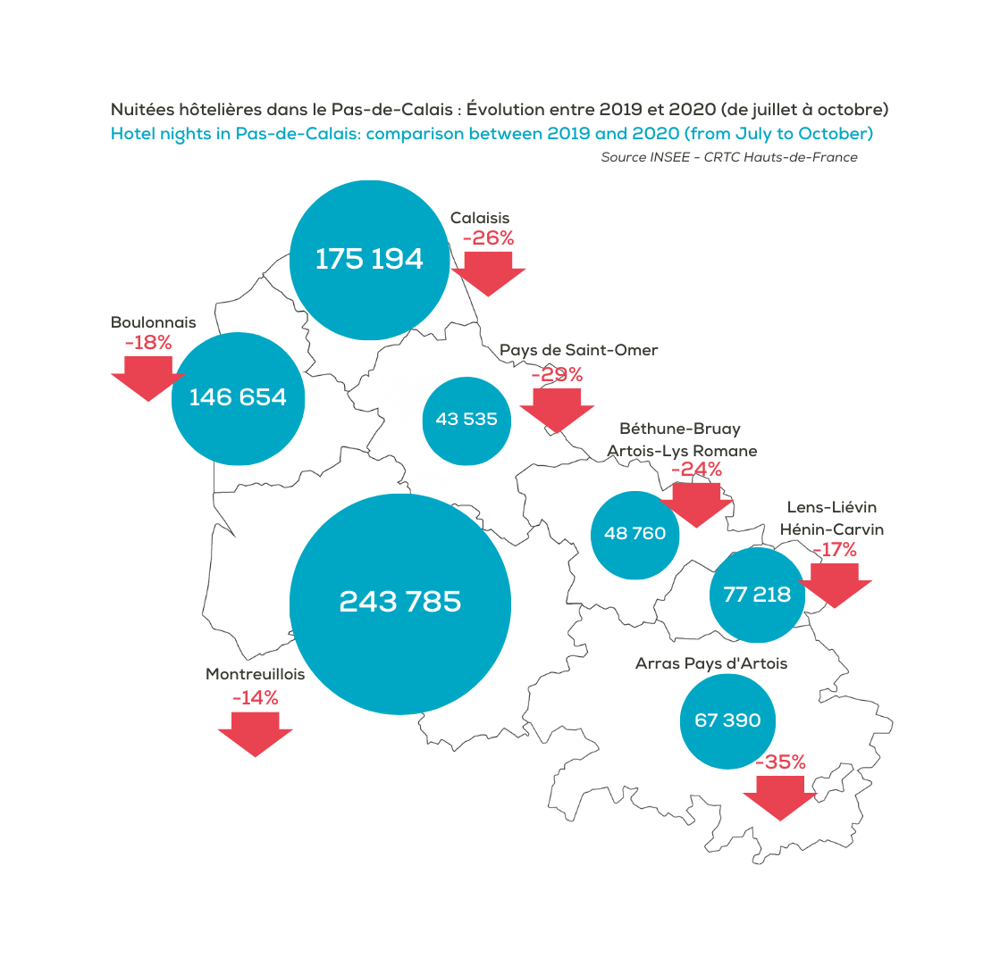 Nuitées hôtelières dans le Pas-de-Calais : Évolution entre 2019 et 2020 (de juillet à octobre)
Hotel nights in Pas-de-Calais: comparison between 2019 and 2020 (from July to October)
Source INSEE - CRTC Hauts-de-France
Calaisis
-26%
175 194
Boulonnais
-18%
146 654
Pays de Saint-Omer
-29%
43 535
Béthune-Bruay
Artois-Lys Romane
-24%
48 760
Lens-Liévin
Hénin-Carvin
-17%
77 218
243 785
Montreuillois
-14%
Arras Pays d'Artois
67 390
-35%